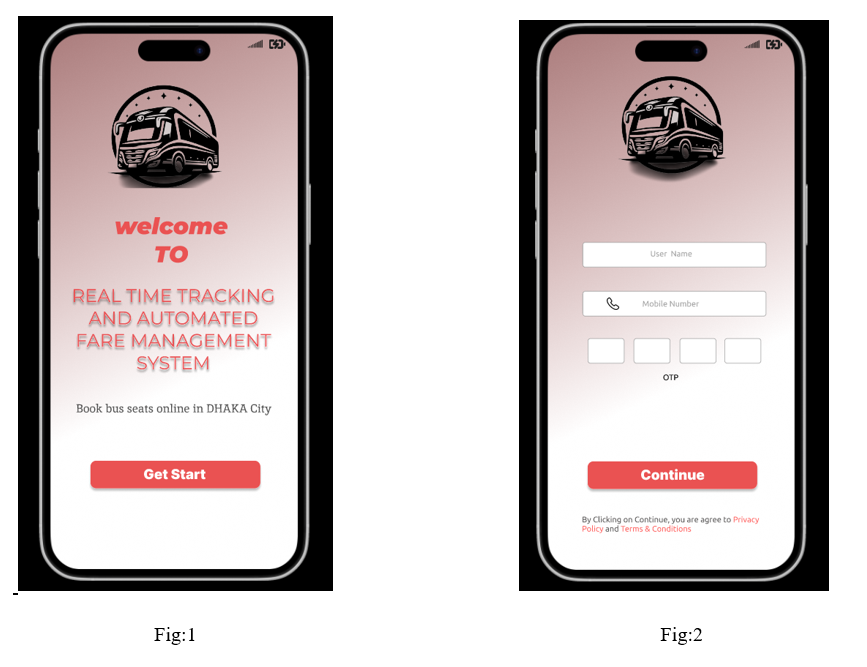 welcome
TO
REAL TIME TRACKING
AND AUTOMATED
FARE MANAGEMENT
SYSTEM
Book bus seats online in DHAKA City
Get Start
Fig:1
User Name
Mobile Number
OTP
Continue
By Clicking on Continue, you are agree to Privacy
Policy and Terms & Conditions
Fig:2